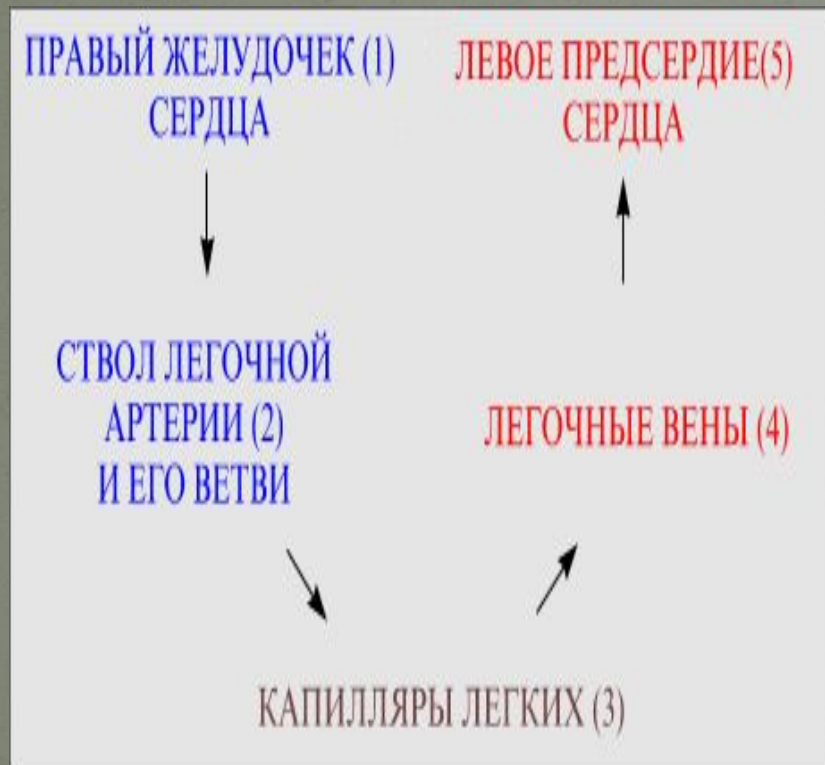 ПРАВЫЙ ЖЕЛУДОЧЕК (1)
СЕРДЦА
СТВОЛ ЛЕГОЧНОЙ
АРТЕРИИ (2)
И ЕГО ВЕТВИ
КАПИЛЛЯРЫ ЛЕГКИХ (3)
ЛЕГОЧНЫЕ ВЕНЫ (4)
ЛЕВОЕ ПРЕДСЕРДИЕ(5)
СЕРДЦА